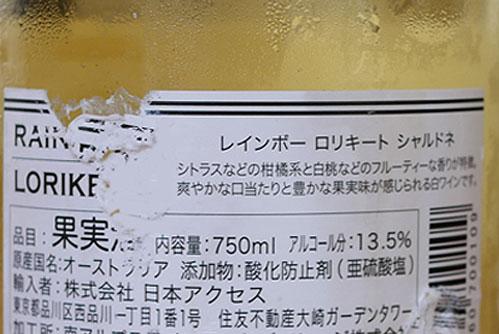 レインボー ロリキート シャルドネ
シトラスなどの柑橘系と白桃などのフルーティーな香りが特徴。
爽やかな口当たりと豊かな果実味が感じられる白ワインです。
RAIN
LORIKE
品目:果実 内容量:750ml アルコール分:13.5%
原産国名:オーストラリア 添加物:酸化防止剤(亜硫酸塩)
輸入者:株式会社 日本アクセス
東京都品川区西品川一丁目1番1号 住友不動産大崎ガーデンタワー
加工所:
60700109